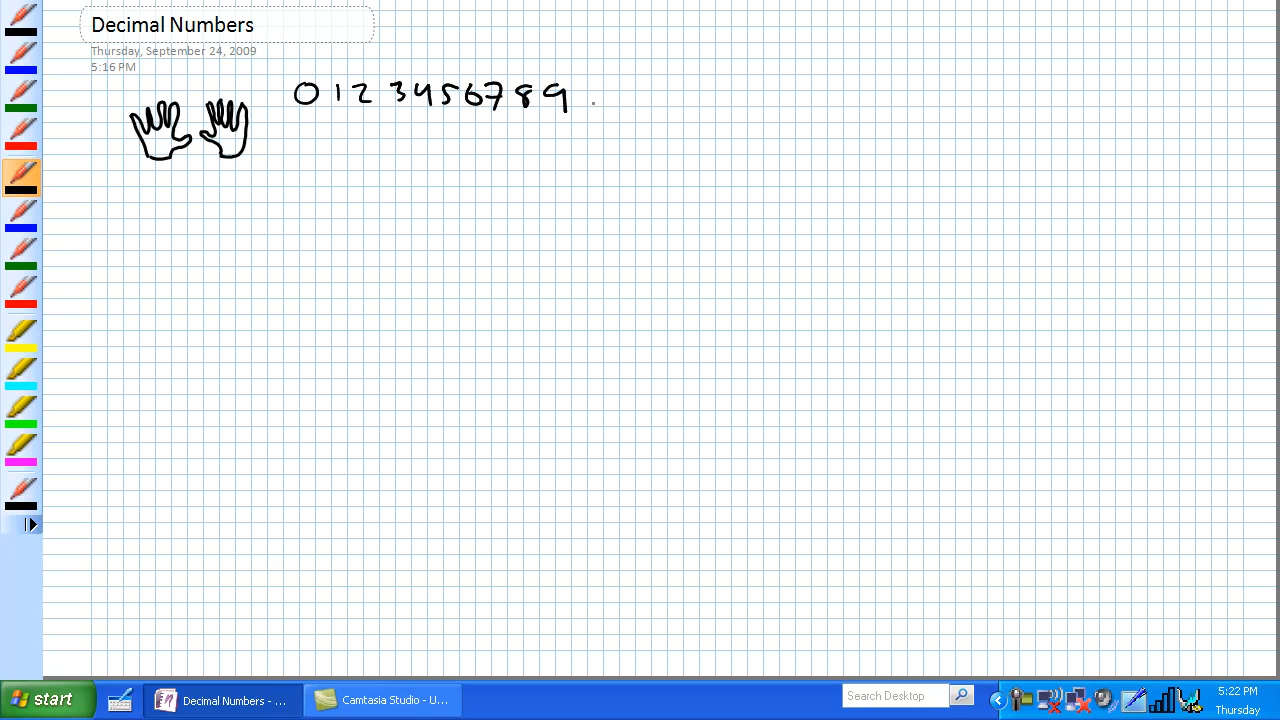 Decimal Numbers
Thursday, September 24, 2009
5:16 PM
0 1 2 3 4 5 6 7 8 9
start
Decimal Numbers - ...
Camtasia Studio - U...
Search Desktop
5:22 PM
Thursday